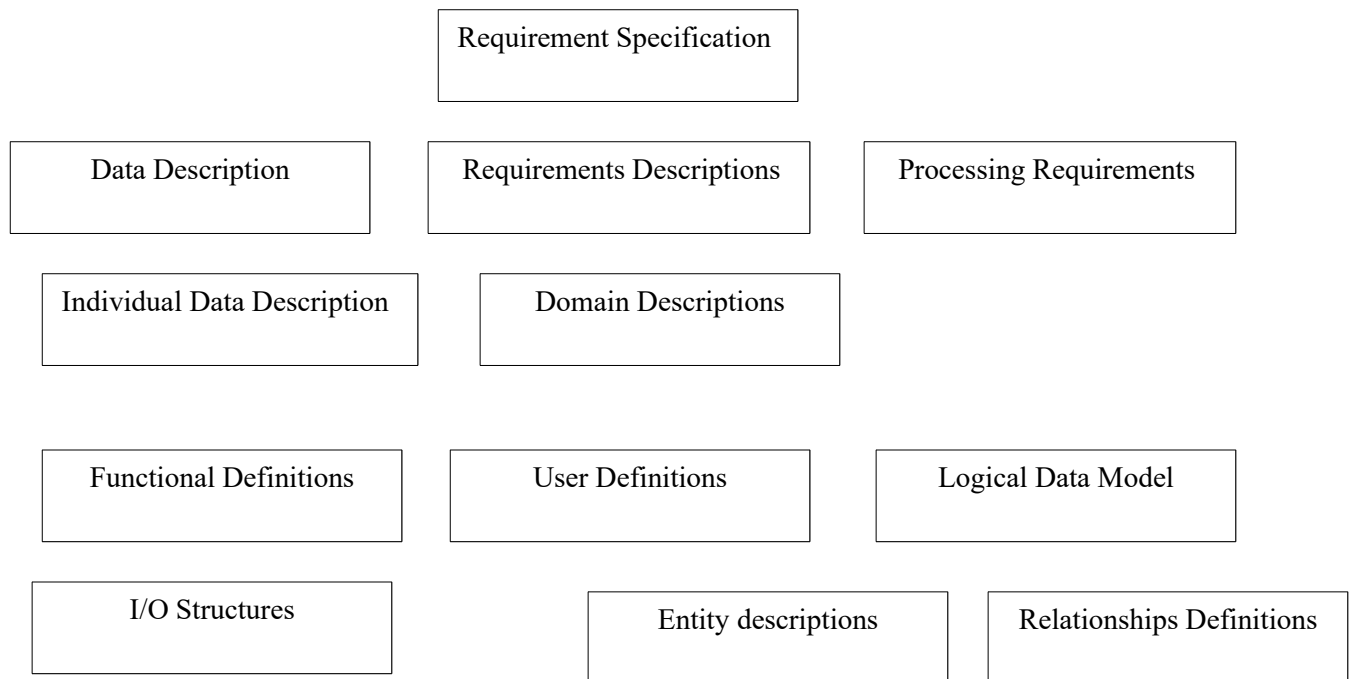 Requirement Specification
Data Description
Requirements Descriptions
Processing Requirements
Individual Data Description
Domain Descriptions
Functional Definitions
User Definitions
Logical Data Model
I/O Structures
Entity descriptions
Relationships Definitions